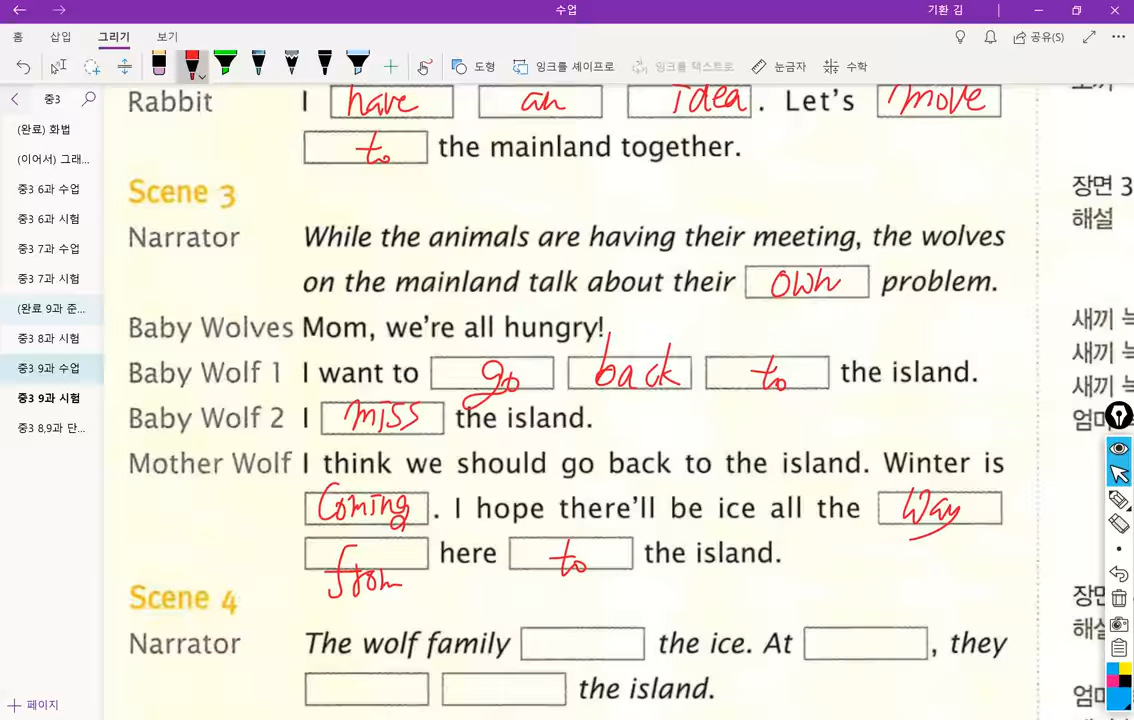 수업
기환 김
홈 삽입 그리기 보기
공유(S)
도형 잉크를 셰이프로 잉크를 텍스트로 눈금자 수학
중3
(완료) 화법
(이어서) 그래...
중3 6과 수업
중3 6과 시험
중3 7과 수업
중3 7과 시험
(완료 9과 준...
중3 8과 시험
중3 9과 수업
중3 9과 시험
중3 8,9과 단...
페이지
Rabbit I have an idea. Let's move
to the mainland together.
Scene 3
Narrator While the animals are having their meeting, the wolves
on the mainland talk about their own problem.
Baby Wolves Mom, we're all hungry!
Baby Wolf 1 I want to go back to the island.
Baby Wolf 2 I miss the island.
Mother Wolf I think we should go back to the island. Winter is
Coming. I hope there'll be ice all the way
from here to the island.
Scene 4
Narrator The wolf family the ice. At , they
the island.
장면 3
해설
새끼
새끼
새끼
엄마